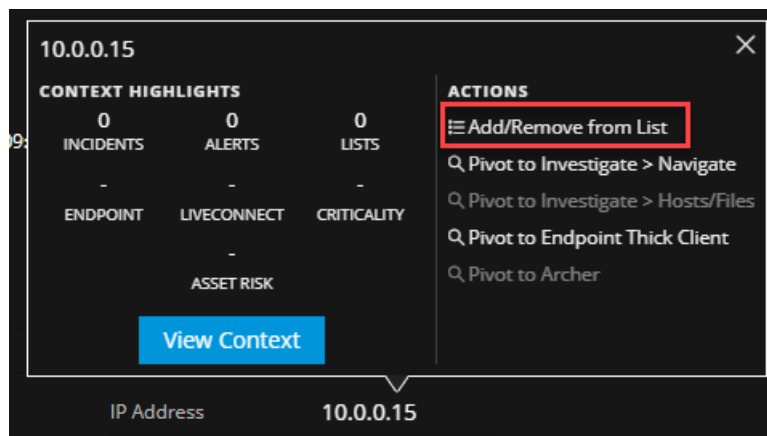 10.0.0.15
CONTEXT HIGHLIGHTS
0 0 0
INCIDENTS ALERTS LISTS
- - -
ENDPOINT LIVECONNECT CRITICALITY
-
ASSET RISK
View Context
ACTIONS
Add/Remove from List
Pivot to Investigate > Navigate
Pivot to Investigate > Hosts/Files
Pivot to Endpoint Thick Client
Pivot to Archer
09:
IP Address 10.0.0.15